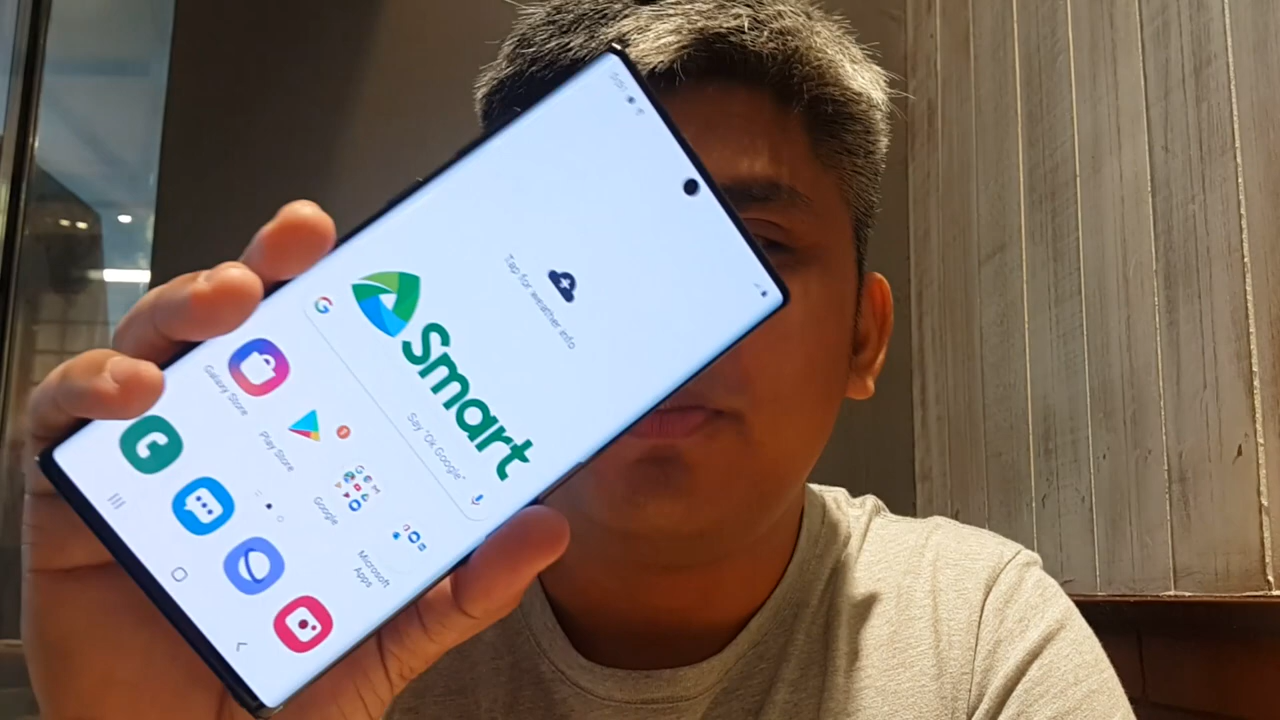 Tap for weather info
Smart
Say "Ok Google"
Galaxy Store
Play Store
Google
Microsoft
Apps